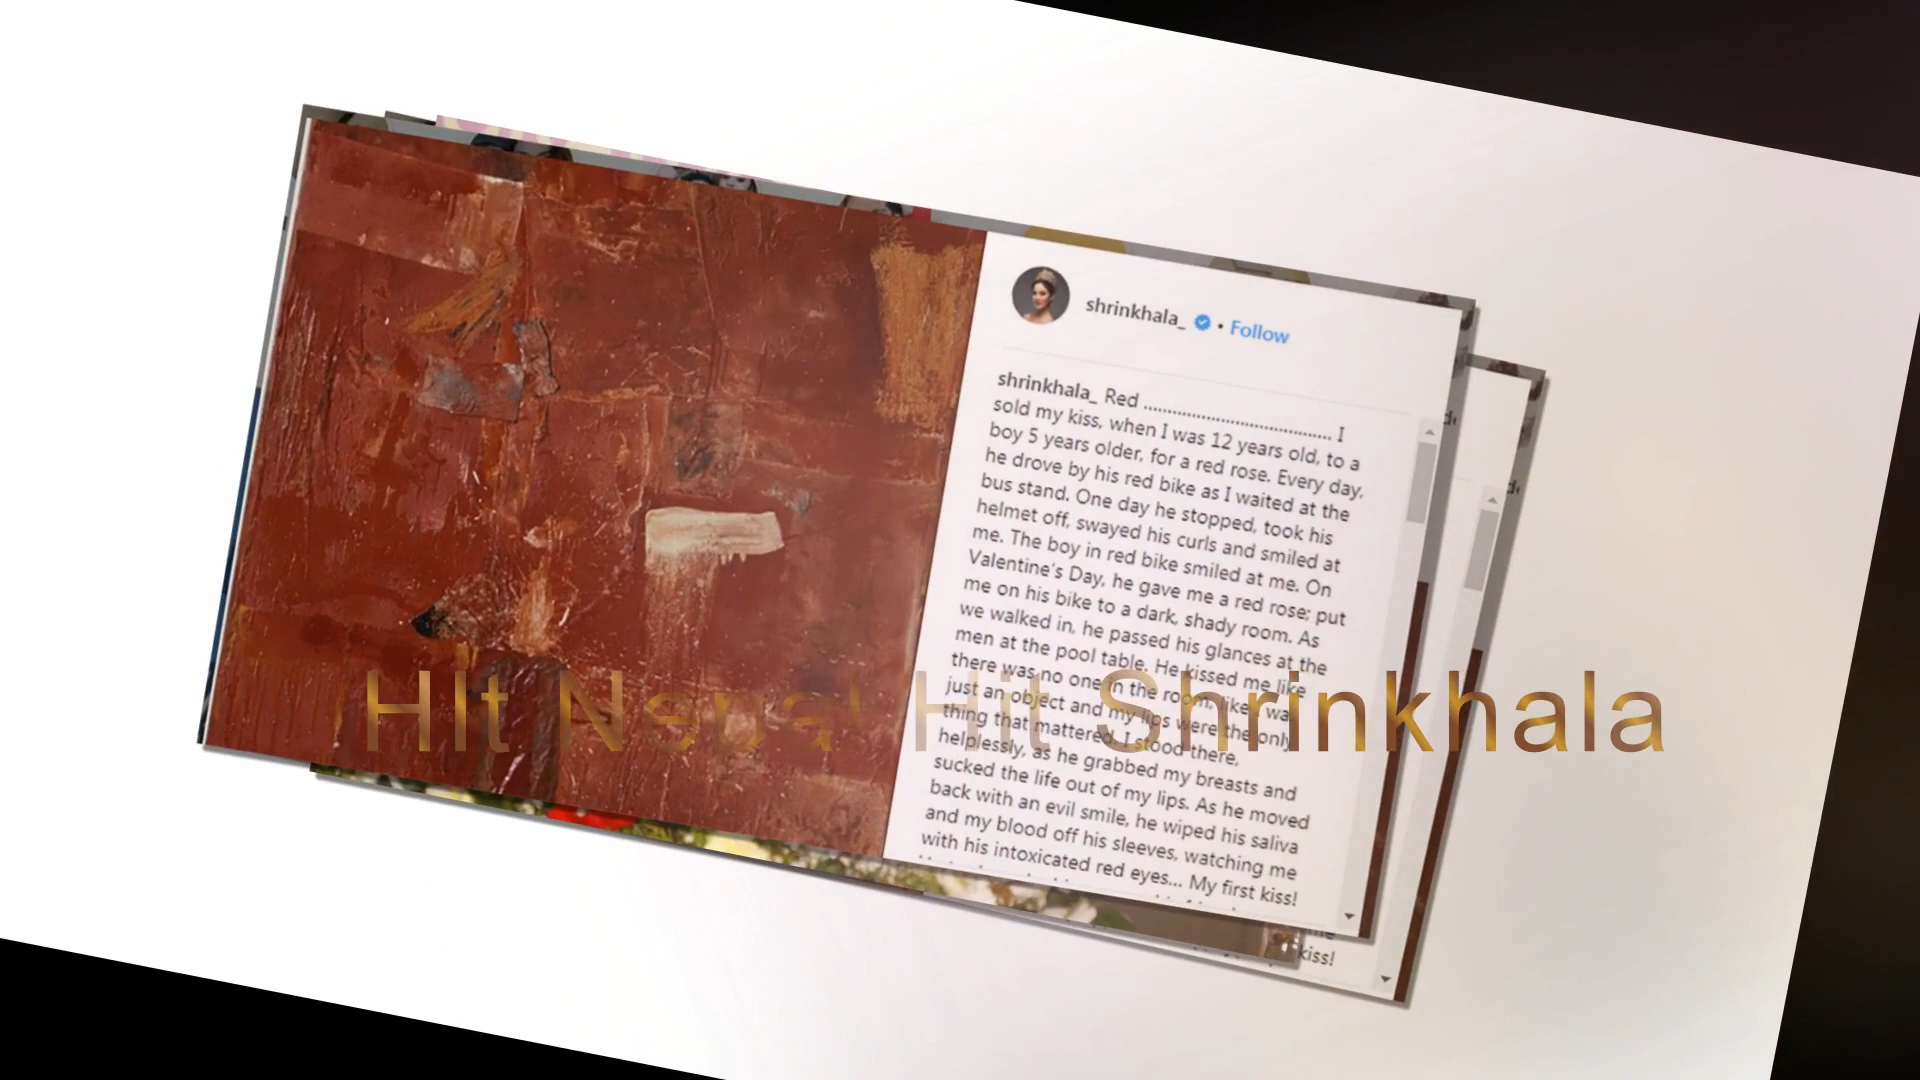 shrinkhala_ • Follow
shrinkhala_ Red ....................................... I
sold my kiss, when I was 12 years old, to a
boy 5 years older, for a red rose. Every day,
he drove by his red bike as I waited at the
bus stand. One day he stopped, took his
helmet off, swayed his curls and smiled at
me. The boy in red bike smiled at me. On
Valentine's Day, he gave me a red rose; put
me on his bike to a dark, shady room. As
we walked in, he passed his glances at the
men at the pool table. He kissed me like
there was no one in the room, like I was
just an object and my lips were the only
thing that mattered. I stood there,
helplessly, as he grabbed my breasts and
sucked the life out of my lips. As he moved
back with an evil smile, he wiped his saliva
and my blood off his sleeves, watching me
with his intoxicated red eyes... My first kiss!
HIt Nepal Hit Shrinkhala
kiss!